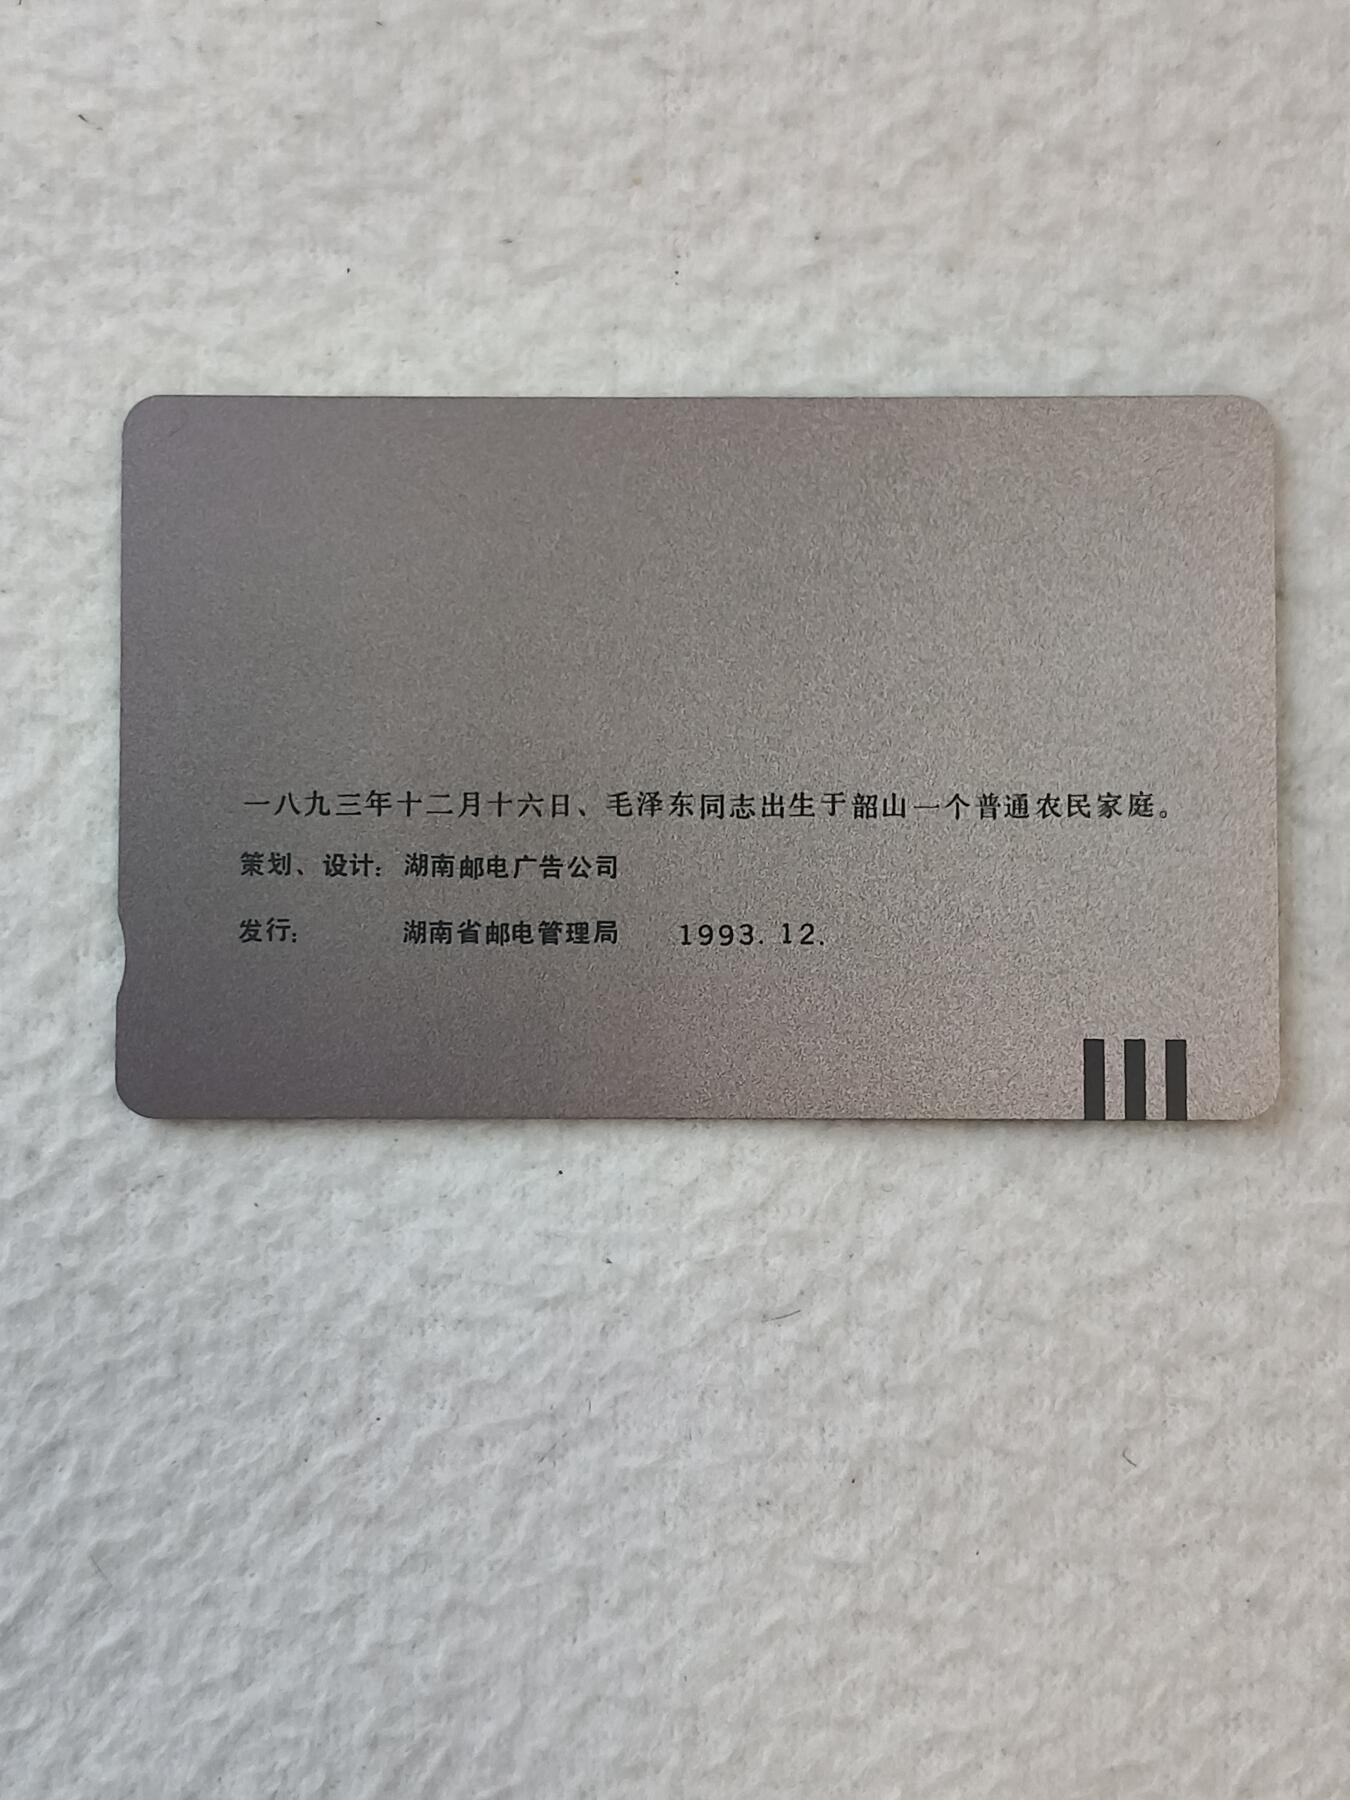 一八九三年十二月十六日、毛泽东同志出生于韶山一个普通农民家庭。
策划、设计：湖南邮电广告公司
发行： 湖南省邮电管理局 1993. 12.